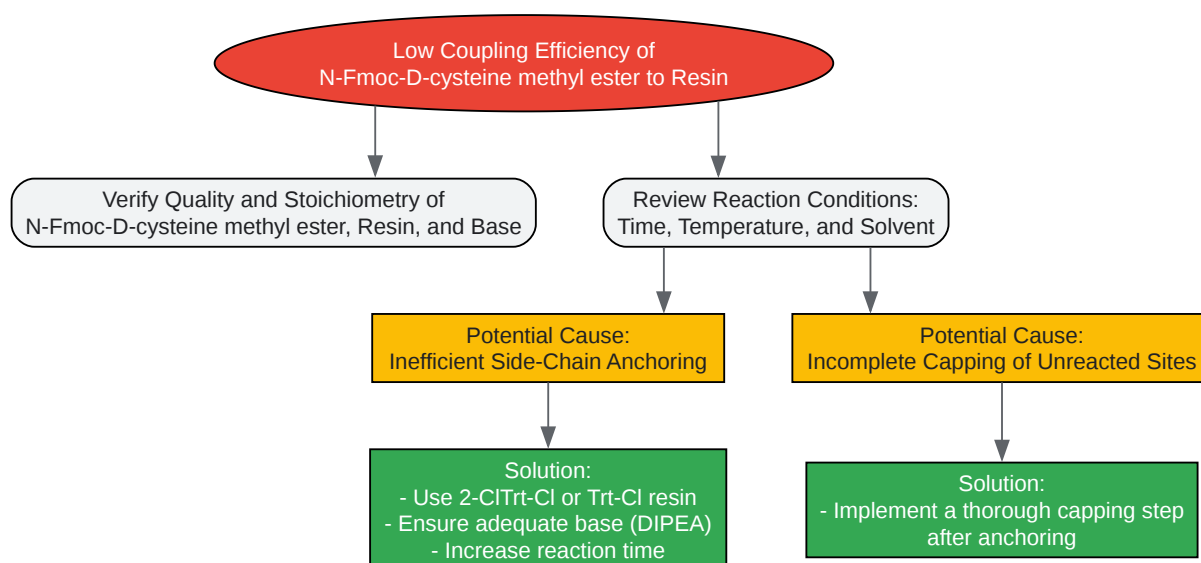 Low Coupling Efficiency of
N-Fmoc-D-cysteine methyl ester to Resin
Verify Quality and Stoichiometry of
N-Fmoc-D-cysteine methyl ester, Resin, and Base
Review Reaction Conditions:
Time, Temperature, and Solvent
Potential Cause:
Inefficient Side-Chain Anchoring
Potential Cause:
Incomplete Capping of Unreacted Sites
Solution:
- Use 2-ClTrt-Cl or Trt-Cl resin
- Ensure adequate base (DIPEA)
- Increase reaction time
Solution:
- Implement a thorough capping step
after anchoring